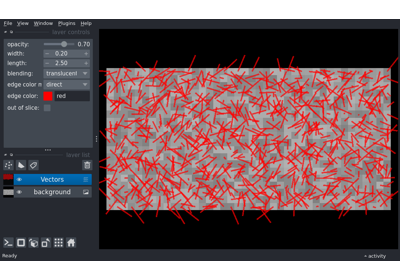 File View Window Plugins Help
layer controls
opacity: 0.70
width: 0.20
length: 2.50
blending: translucent
edge color m direct
edge color: red
out of slice:
layer list
Vectors
background
Ready
activity